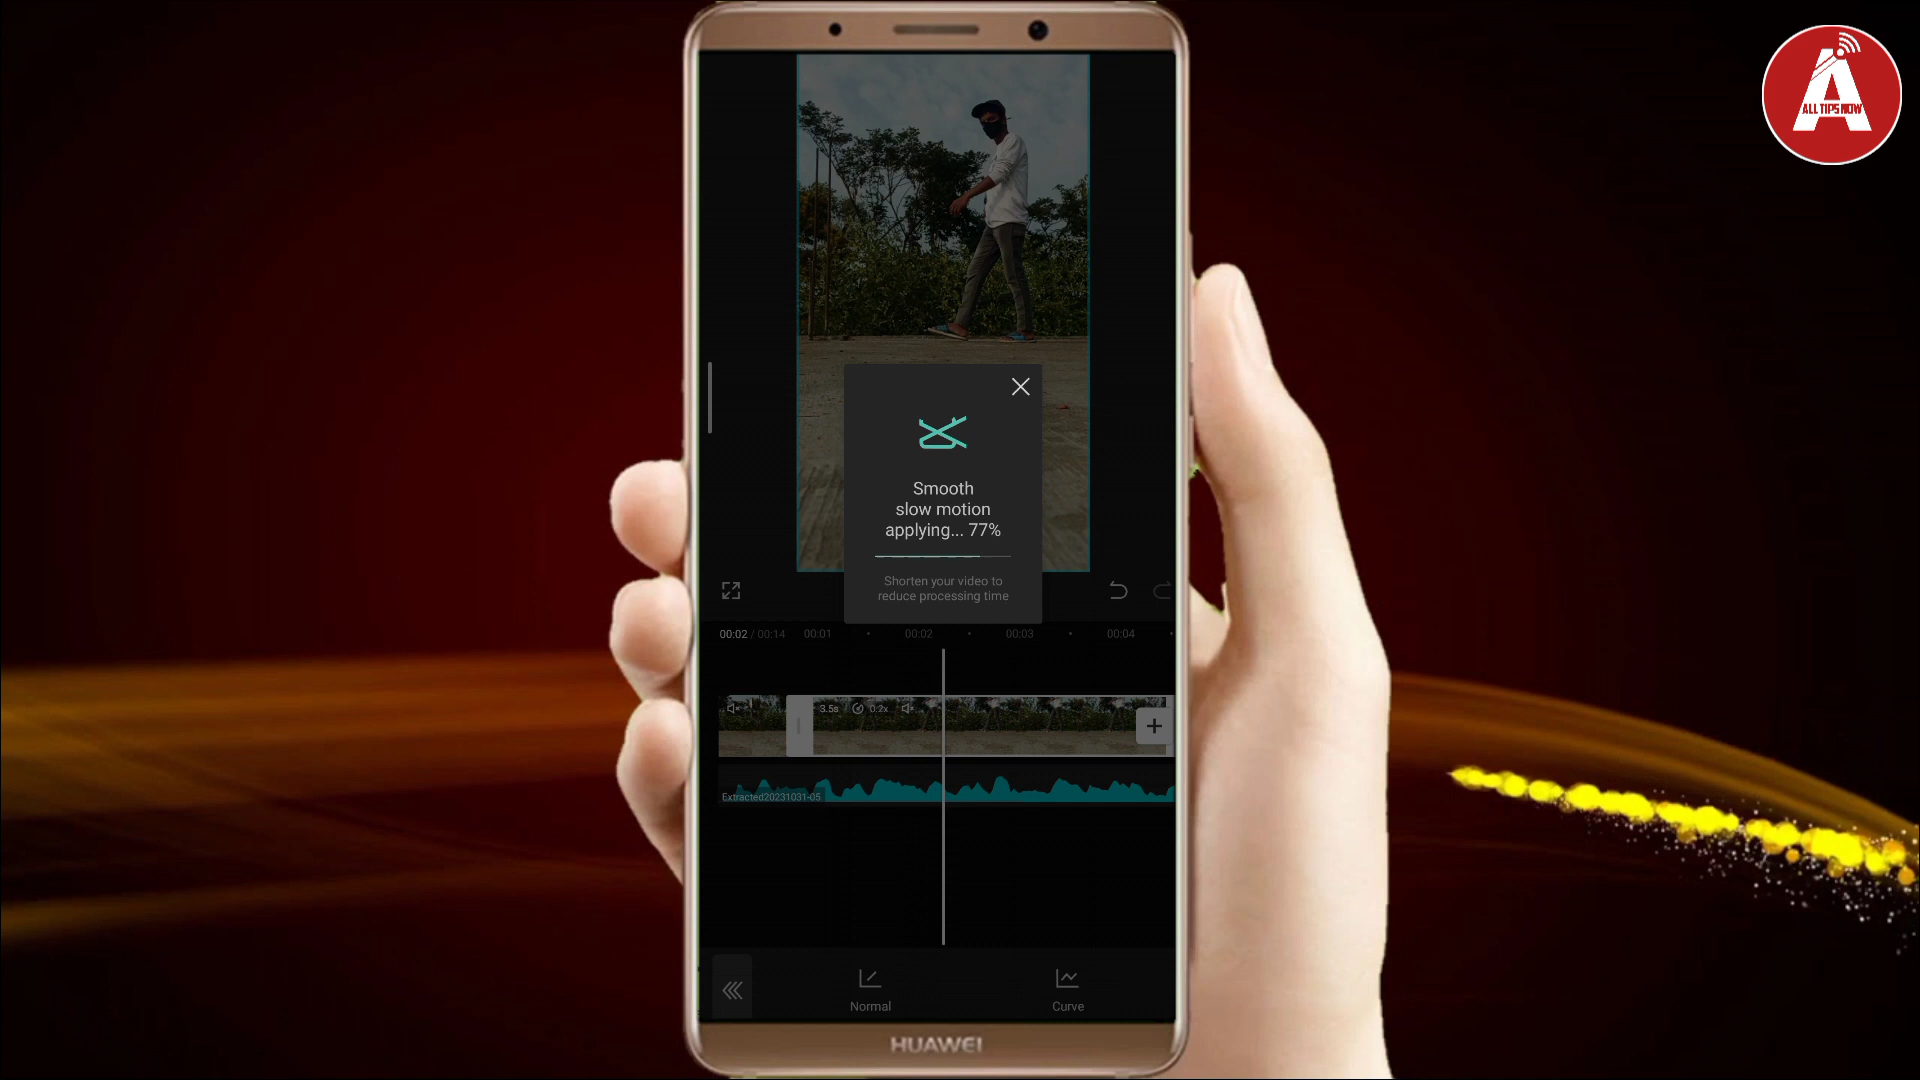 ALL TIPS NOW
Smooth
slow motion
applying... 77%
Shorten your video to
reduce processing time
00:02 / 00:14 00:01 00:02 00:03 00:04
3.5s 0.2x
Extracted20231031-05
Normal Curve
HUAWEI